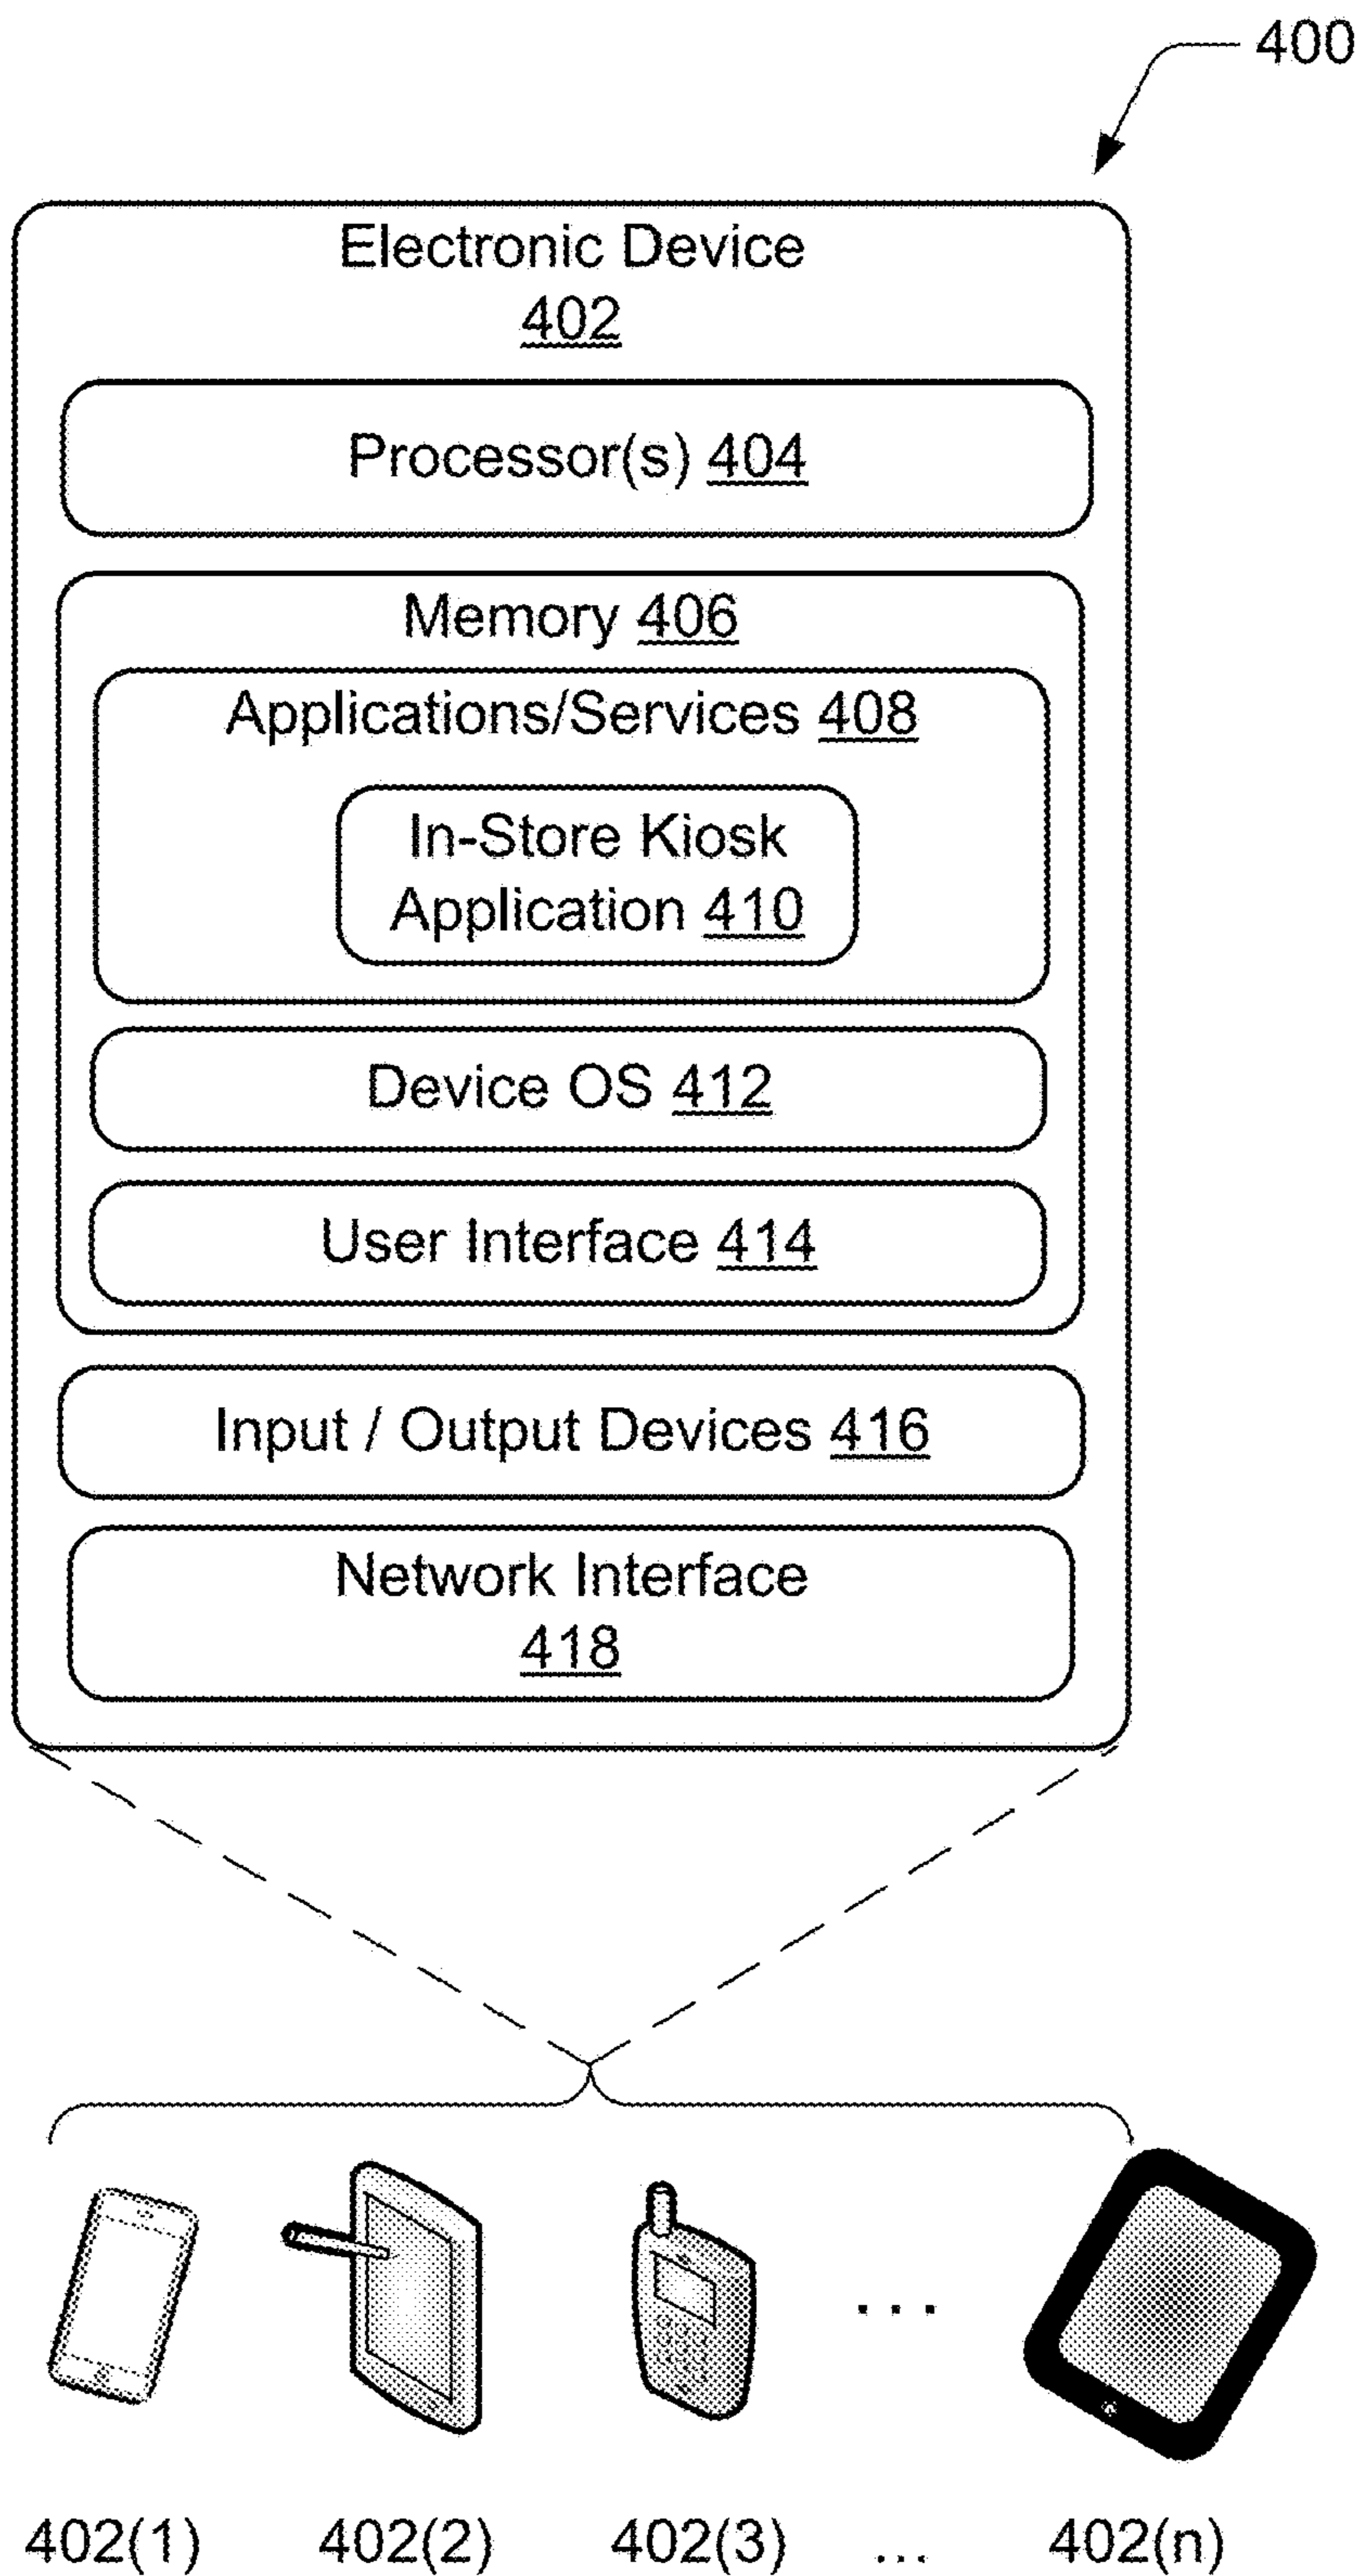 400
Electronic Device
402
Processor(s) 404
Memory 406
Applications/Services 408
In-Store Kiosk
Application 410
Device OS 412
User Interface 414
Input / Output Devices 416
Network Interface
418
...
402(1) 402(2) 402(3) ... 402(n)